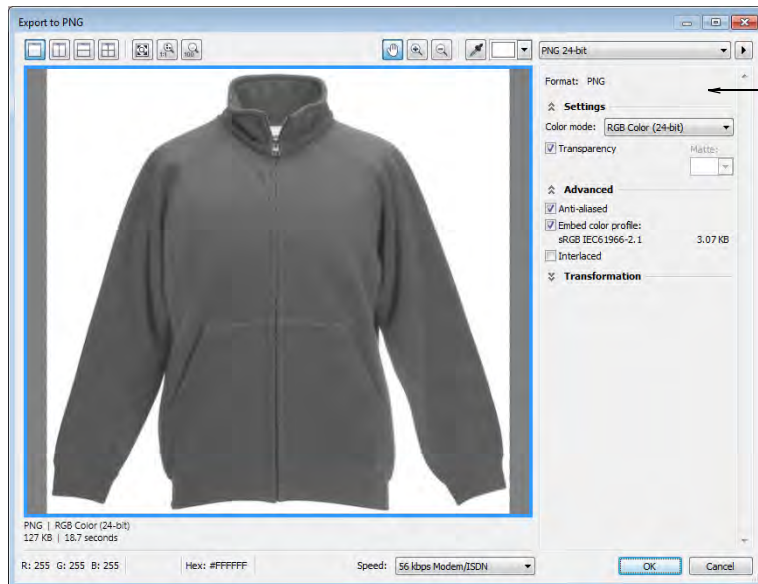 Export to PNG
PNG 24-bit
Format: PNG
Settings
Color mode: RGB Color (24-bit)
Transparency
Matte:
Advanced
Anti-aliased
Embed color profile:
sRGB IEC61966-2.1 3.07 KB
Interlaced
Transformation
PNG | RGB Color (24-bit)
127 KB | 18.7 seconds
R: 255 G: 255 B: 255 Hex: #FFFFFF Speed: 56 kbps Modem/ISDN OK Cancel